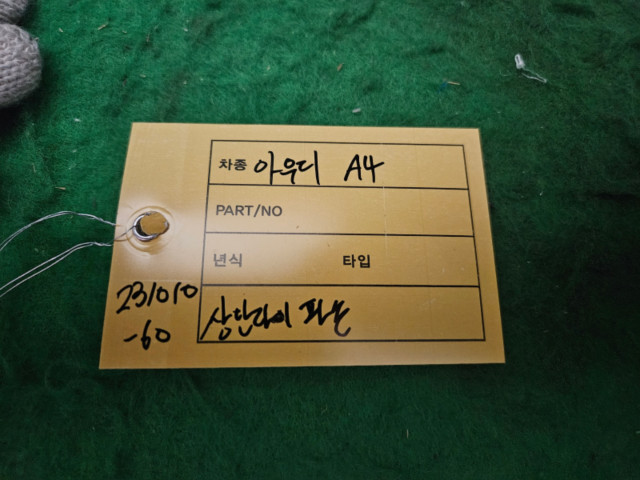 차종 아우디 A4
PART/NO
년식 타입
231010
-60
상단다이 파손